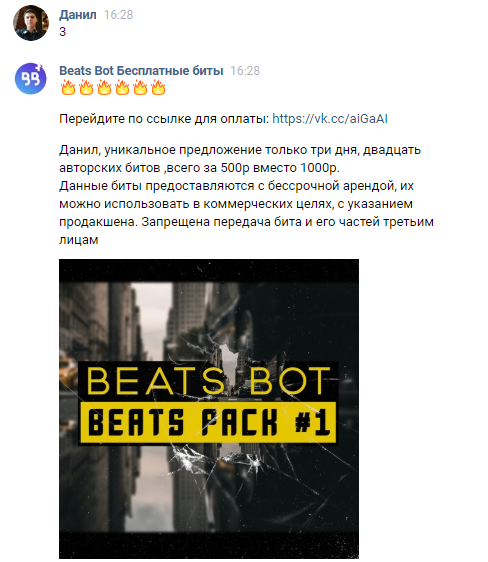 Данил 16:28
3
Beats Bot Бесплатные биты 16:28
🔥🔥🔥🔥🔥🔥
Перейдите по ссылке для оплаты: https://vk.cc/aiGaAI
Данил, уникальное предложение только три дня, двадцать
авторских битов ,всего за 500р вместо 1000р.
Данные биты предоставляются с бессрочной арендой, их
можно использовать в коммерческих целях, с указанием
продакшена. Запрещена передача бита и его частей третьим
лицам
BEATS BOT
BEATS PACK #1